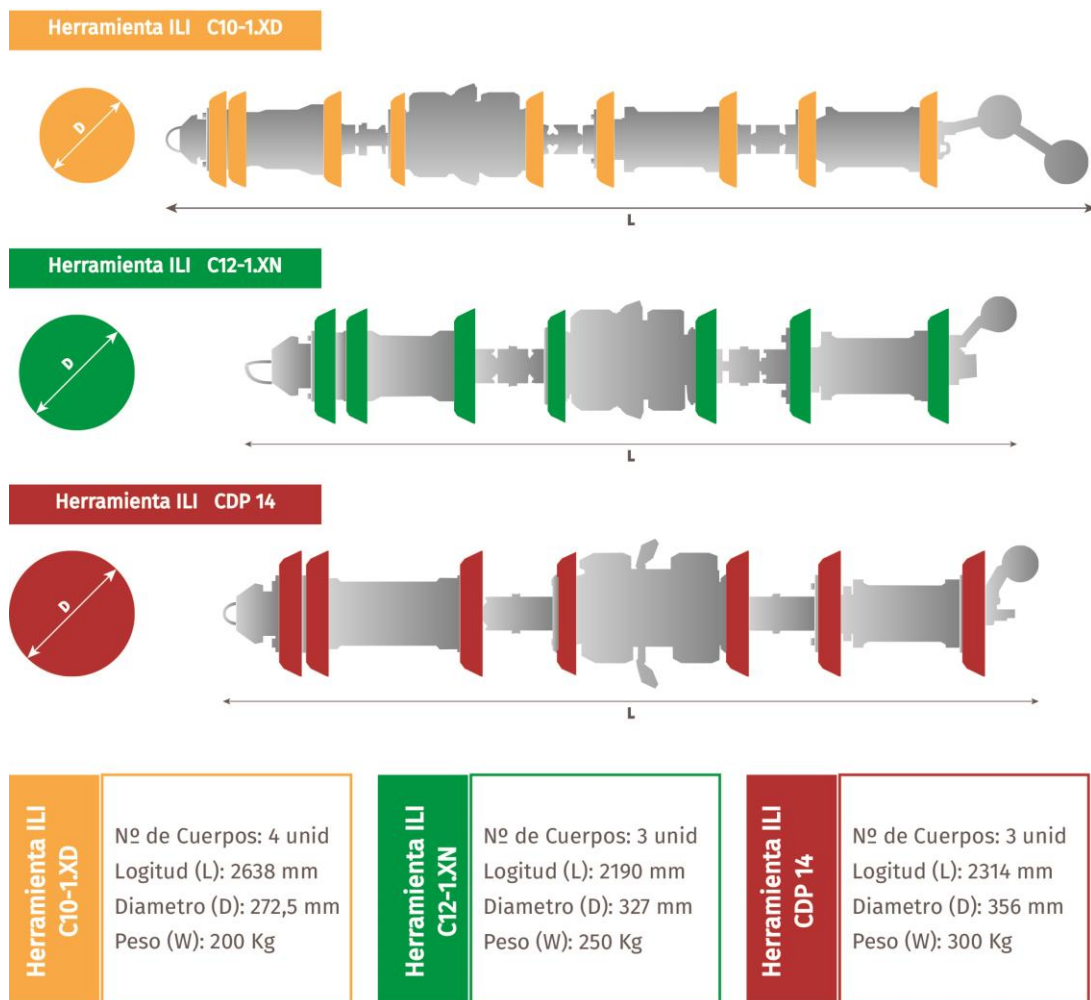 Herramienta ILI C10-1.XD
D
L
Herramienta ILI C12-1.XN
D
L
Herramienta ILI CDP 14
D
L
Herramienta ILI
C10-1.XD
Nº de Cuerpos: 4 unid
Logitud (L): 2638 mm
Diametro (D): 272,5 mm
Peso (W): 200 Kg
Herramienta ILI
C12-1.XN
Nº de Cuerpos: 3 unid
Logitud (L): 2190 mm
Diametro (D): 327 mm
Peso (W): 250 Kg
Herramienta ILI
CDP 14
Nº de Cuerpos: 3 unid
Logitud (L): 2314 mm
Diametro (D): 356 mm
Peso (W): 300 Kg